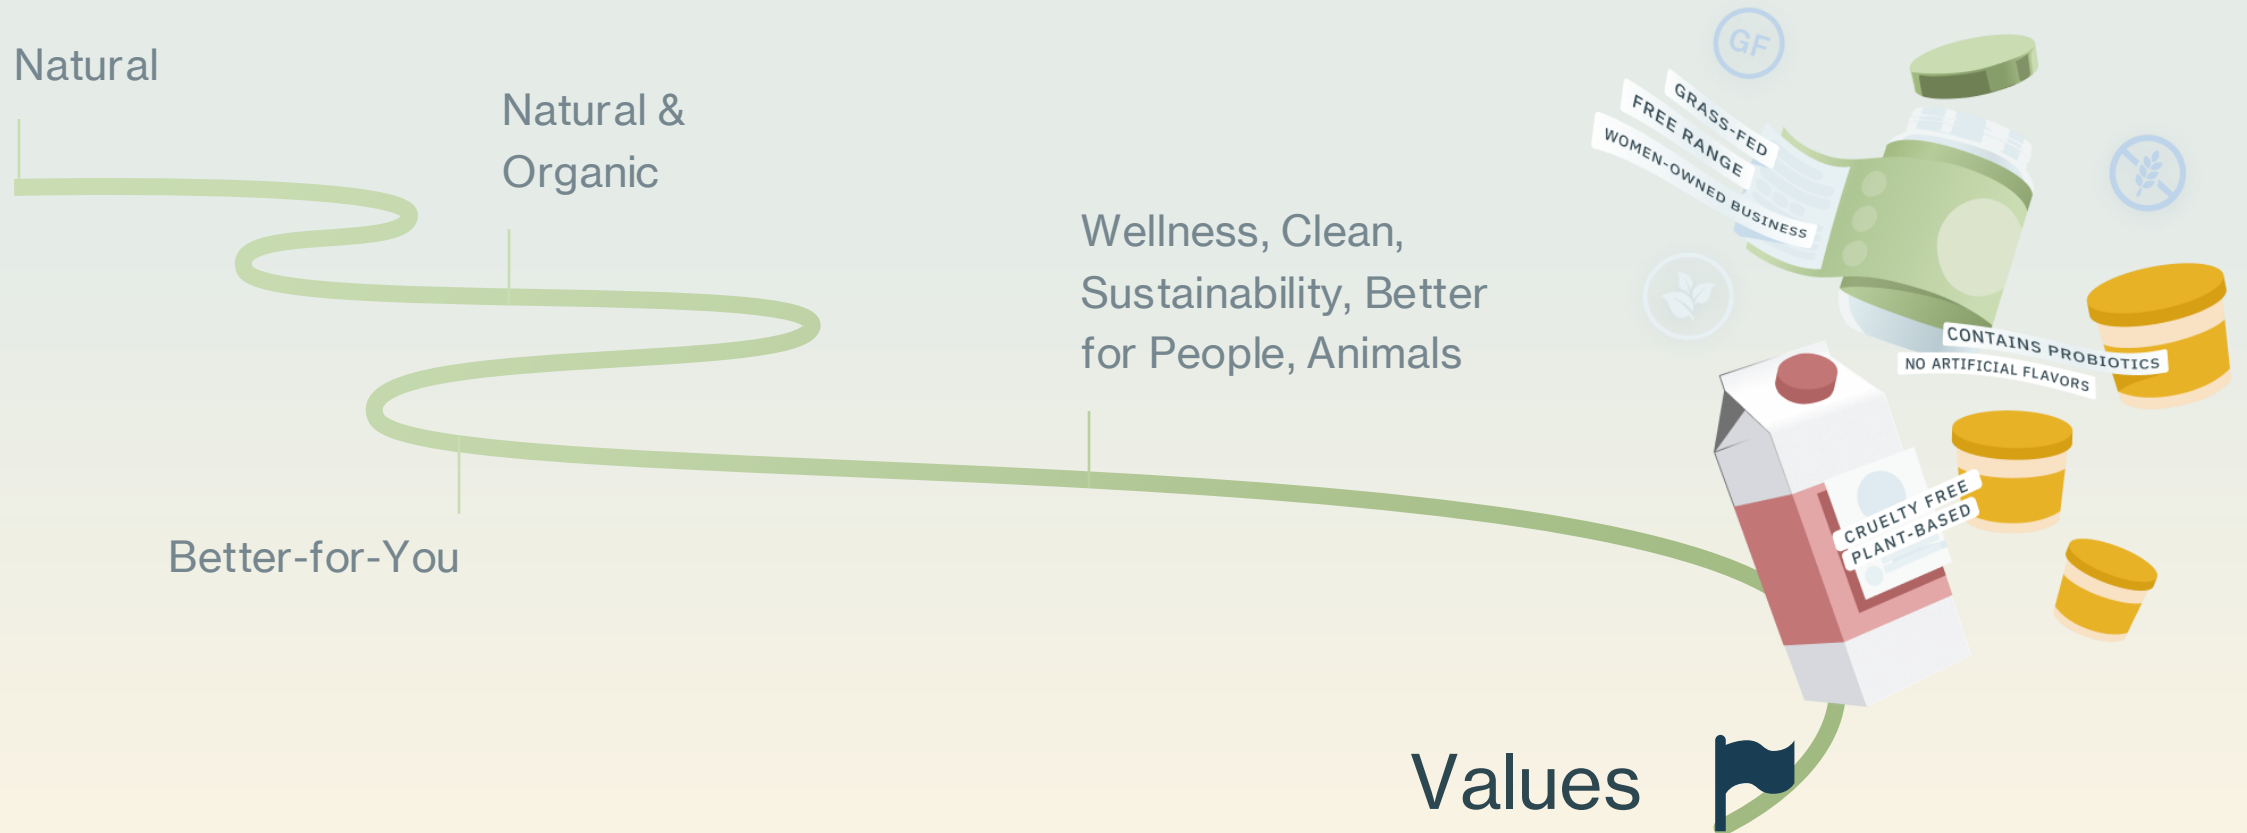 Natural
Natural &
Organic
Better-for-You
Wellness, Clean,
Sustainability, Better
for People, Animals
GF
GRASS-FED
FREE RANGE
WOMEN-OWNED BUSINESS
CONTAINS PROBIOTICS
NO ARTIFICIAL FLAVORS
CRUELTY FREE
PLANT-BASED
Values